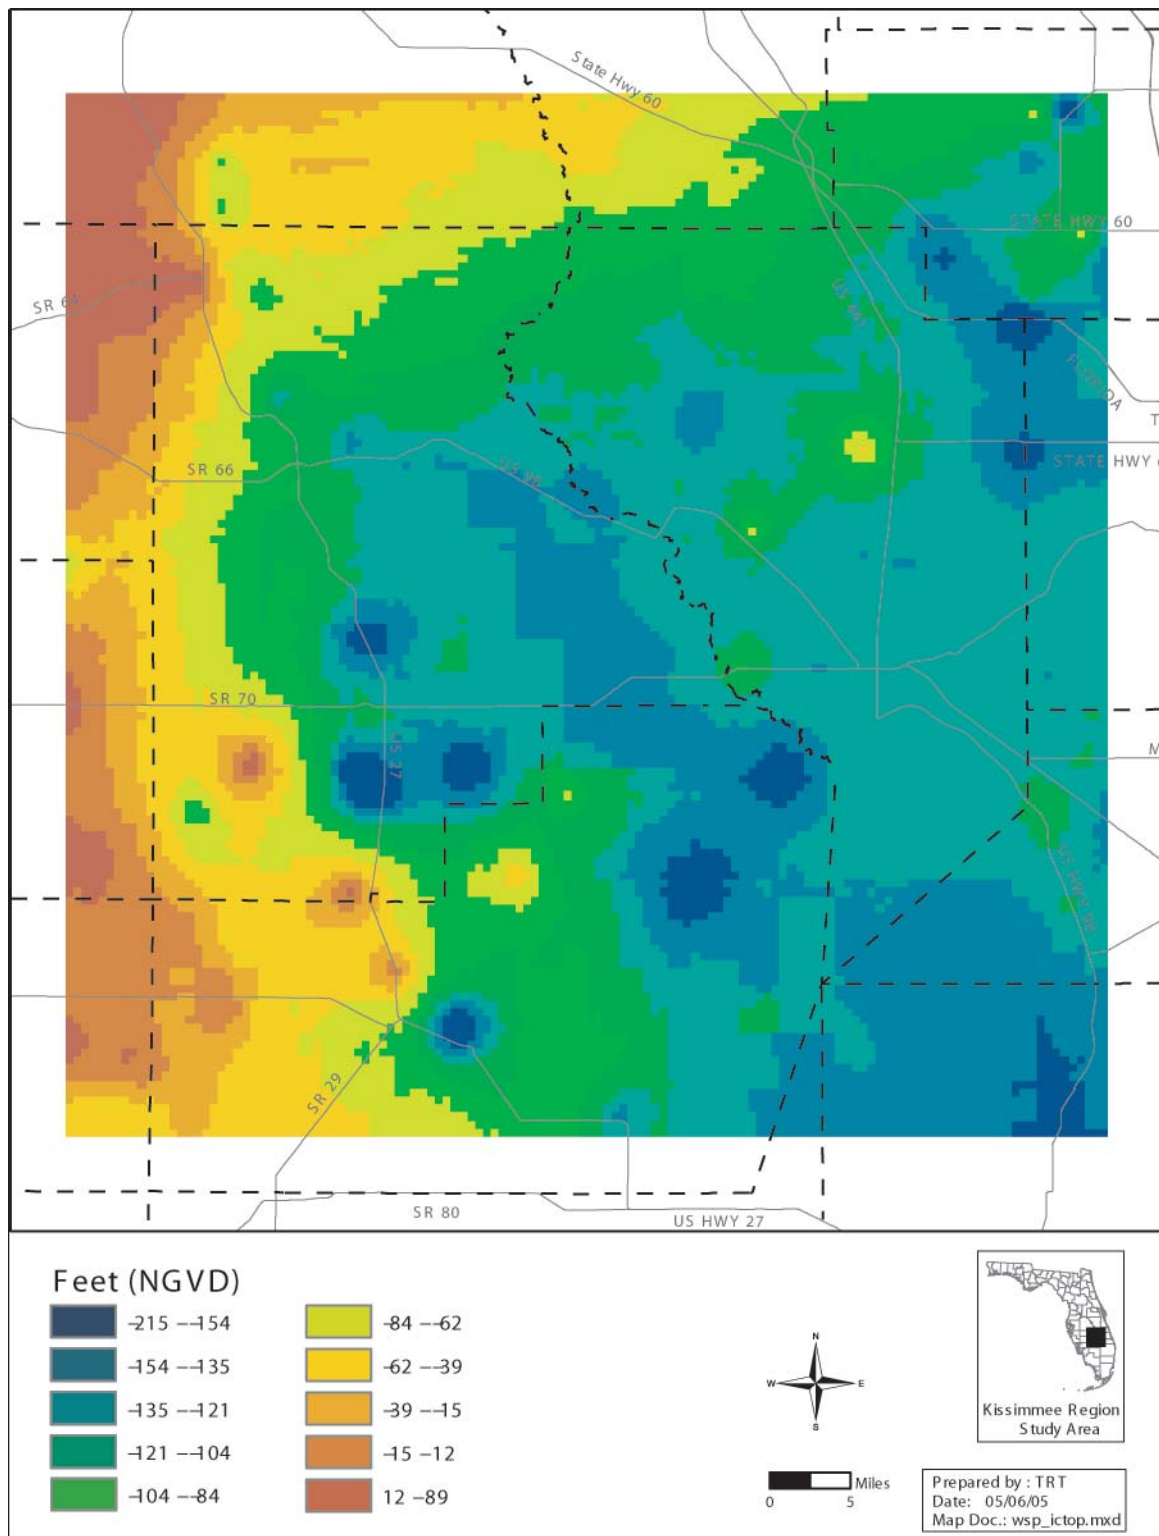 State Hwy 60
STATE HWY 60
SR 64
US 441
FLORIDA
T
STATE HWY
SR 66
US 98
SR 70
US 27
M
US HWY 98
SR 29
SR 80
US HWY 27
Feet (NGVD)
-215 --154
-154 --135
-135 --121
-121 --104
-104 --84
-84 --62
-62 --39
-39 --15
-15 -12
12 -89
N
W E
S
0 5 Miles
Kissimmee Region
Study Area
Prepared by : TRT
Date: 05/06/05
Map Doc.: wsp_ictop.mxd